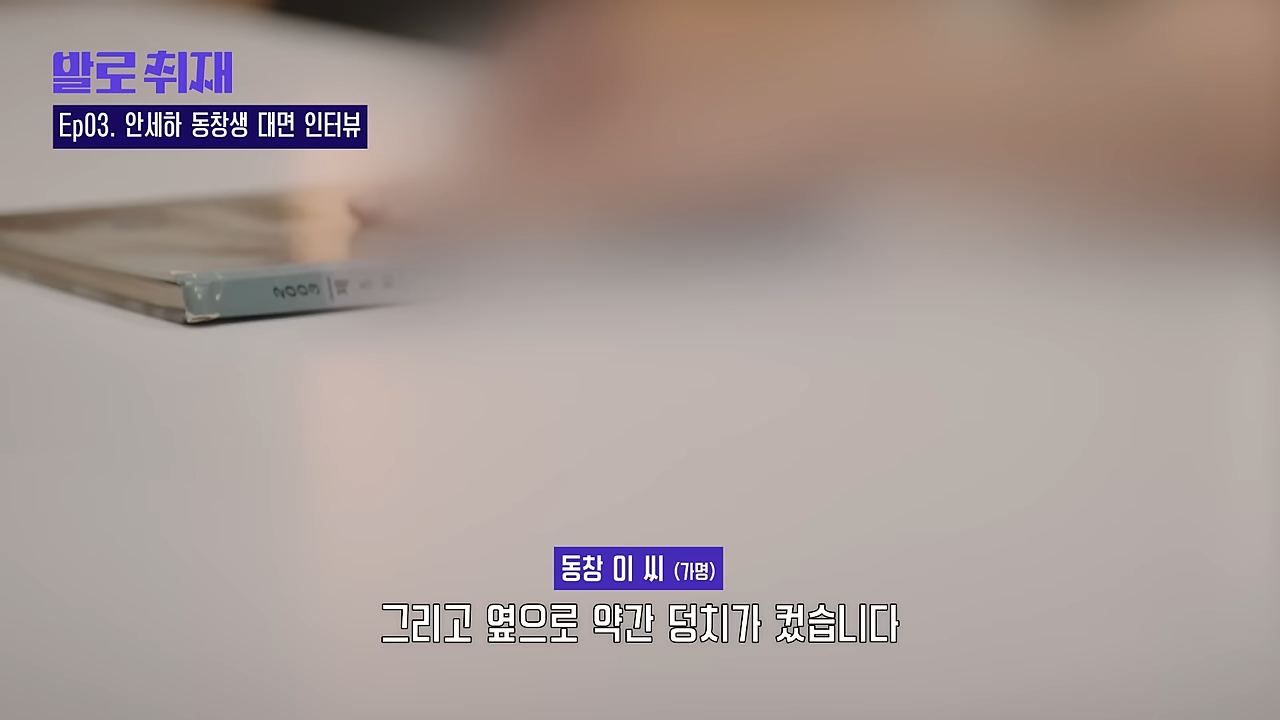 발로 취재
Ep03. 안세하 동창생 대면 인터뷰
2003
동창 이 씨 (가명)
그리고 옆으로 약간 덩치가 컸습니다